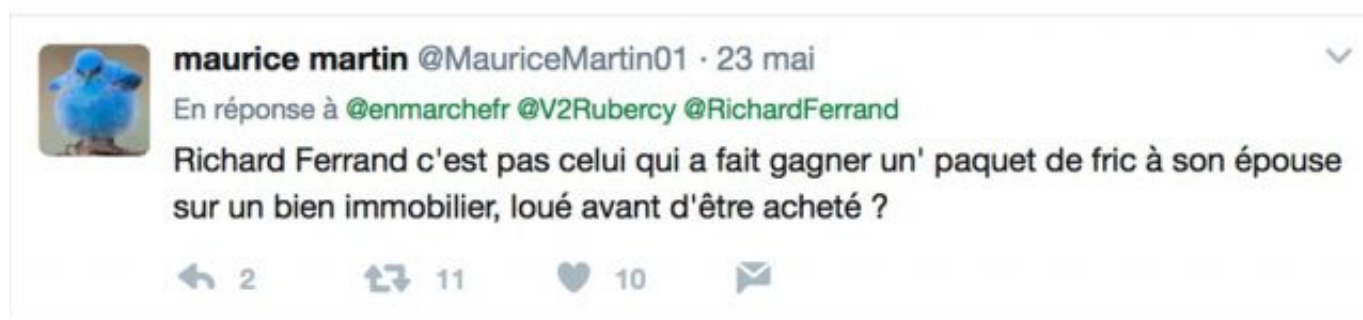 maurice martin @MauriceMartin01 · 23 mai
En réponse à @enmarchefr @V2Rubercy @RichardFerrand
Richard Ferrand c'est pas celui qui a fait gagner un' paquet de fric à son épouse
sur un bien immobilier, loué avant d'être acheté ?
2 11 10